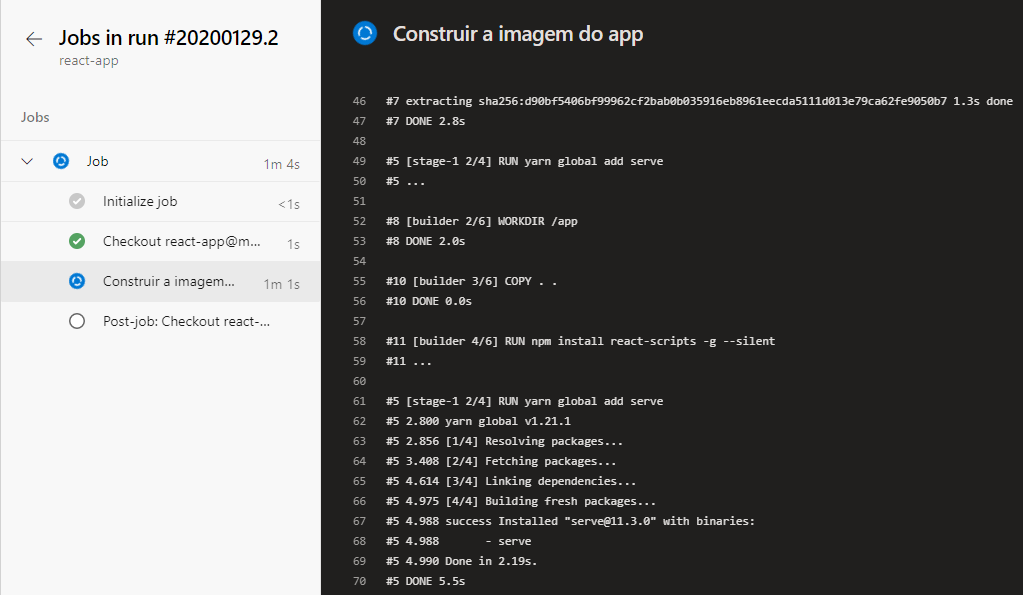 Jobs in run #20200129.2
react-app
Jobs
Job 1m 4s
Initialize job <1s
Checkout react-app@m... 1s
Construir a imagem... 1m 1s
Post-job: Checkout react-...
Construir a imagem do app
46 #7 extracting sha256:d90bf5406bf99962cf2bab0b035916eb8961eecda5111d013e79ca62fe9050b7 1.3s done
47 #7 DONE 2.8s
48
49 #5 [stage-1 2/4] RUN yarn global add serve
50 #5 ...
51
52 #8 [builder 2/6] WORKDIR /app
53 #8 DONE 2.0s
54
55 #10 [builder 3/6] COPY . .
56 #10 DONE 0.0s
57
58 #11 [builder 4/6] RUN npm install react-scripts -g --silent
59 #11 ...
60
61 #5 [stage-1 2/4] RUN yarn global add serve
62 #5 2.800 yarn global v1.21.1
63 #5 2.856 [1/4] Resolving packages...
64 #5 3.408 [2/4] Fetching packages...
65 #5 4.614 [3/4] Linking dependencies...
66 #5 4.975 [4/4] Building fresh packages...
67 #5 4.988 success Installed "serve@11.3.0" with binaries:
68 #5 4.988 - serve
69 #5 4.990 Done in 2.19s.
70 #5 DONE 5.5s